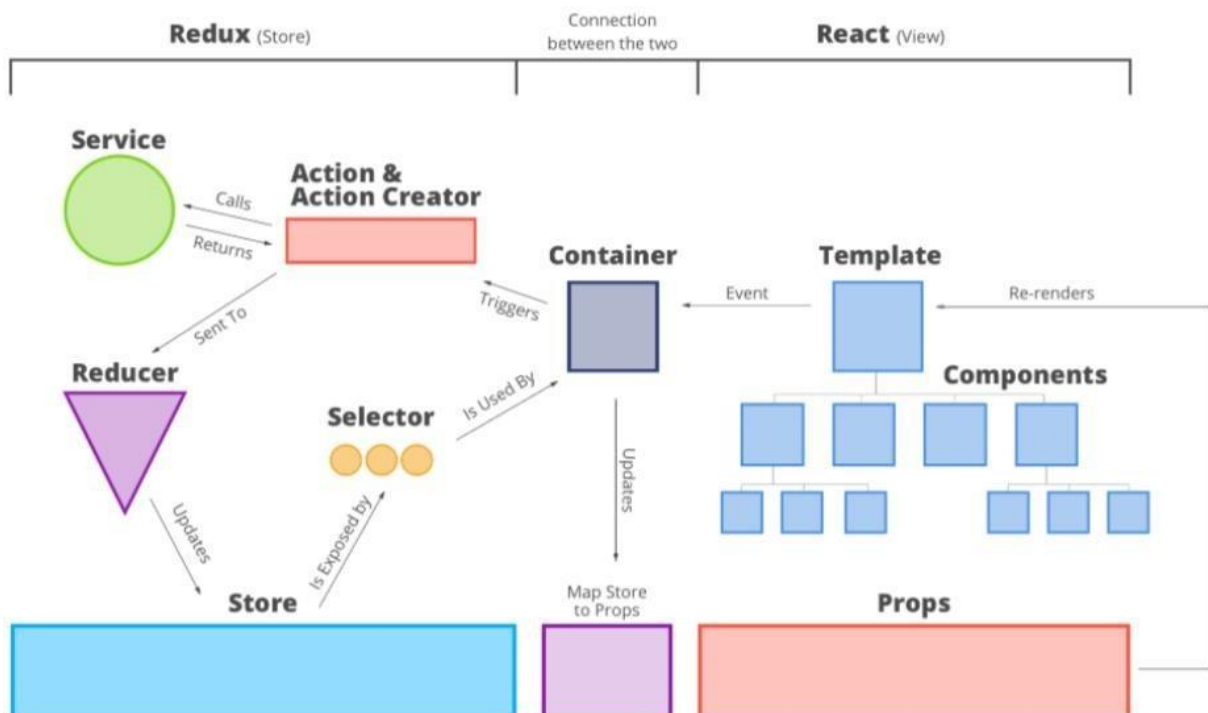 Redux (Store)
Connection
between the two
React (View)
Service
Action &
Action Creator
Calls
Returns
Container
Template
Triggers
Event
Re-renders
Sent To
Reducer
Selector
Is Used By
Components
Updates
Is Exposed by
Updates
Store
Map Store
to Props
Props